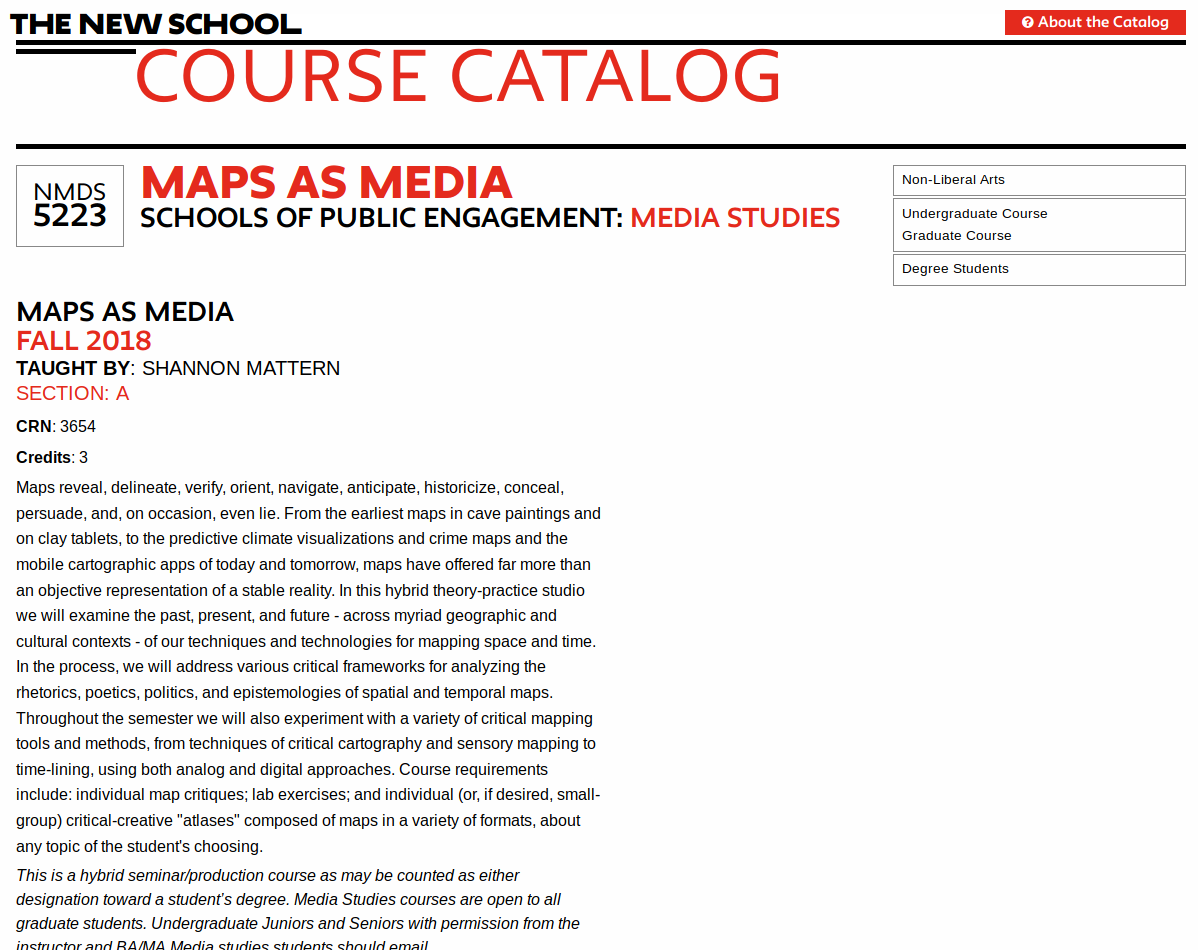 THE NEW SCHOOL
About the Catalog
COURSE CATALOG
NMDS
5223
MAPS AS MEDIA
SCHOOLS OF PUBLIC ENGAGEMENT: MEDIA STUDIES
Non-Liberal Arts
Undergraduate Course
Graduate Course
Degree Students
MAPS AS MEDIA
FALL 2018
TAUGHT BY: SHANNON MATTERN
SECTION: A
CRN: 3654
Credits: 3
Maps reveal, delineate, verify, orient, navigate, anticipate, historicize, conceal,
persuade, and, on occasion, even lie. From the earliest maps in cave paintings and
on clay tablets, to the predictive climate visualizations and crime maps and the
mobile cartographic apps of today and tomorrow, maps have offered far more than
an objective representation of a stable reality. In this hybrid theory-practice studio
we will examine the past, present, and future - across myriad geographic and
cultural contexts - of our techniques and technologies for mapping space and time.
In the process, we will address various critical frameworks for analyzing the
rhetorics, poetics, politics, and epistemologies of spatial and temporal maps.
Throughout the semester we will also experiment with a variety of critical mapping
tools and methods, from techniques of critical cartography and sensory mapping to
time-lining, using both analog and digital approaches. Course requirements
include: individual map critiques; lab exercises; and individual (or, if desired, small-
group) critical-creative "atlases" composed of maps in a variety of formats, about
any topic of the student's choosing.
This is a hybrid seminar/production course as may be counted as either
designation toward a student’s degree. Media Studies courses are open to all
graduate students. Undergraduate Juniors and Seniors with permission from the
instructor and BA/MA Media studies students should email